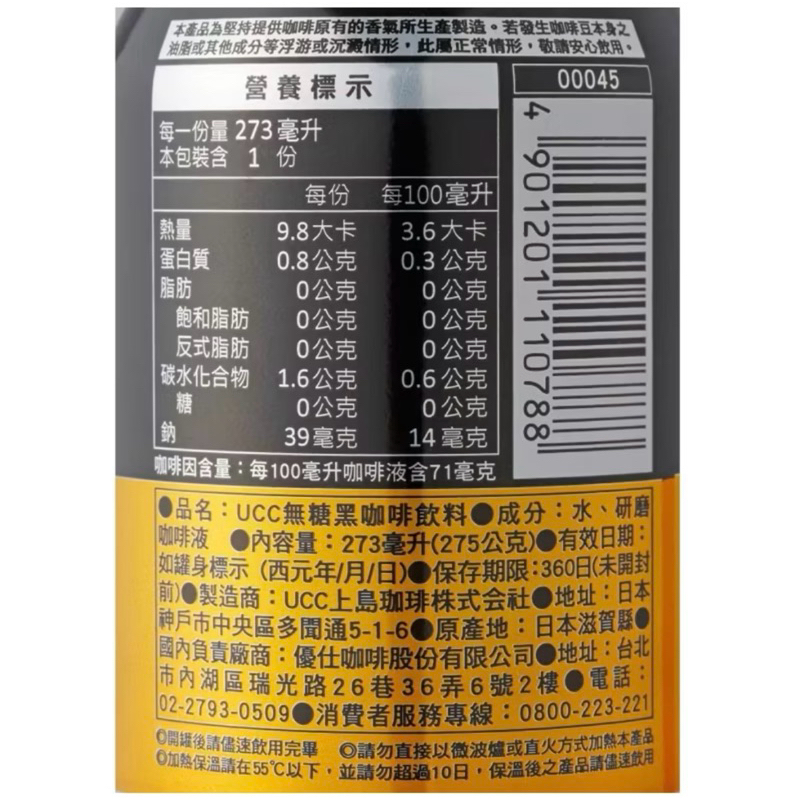 本產品為堅持提供咖啡原有的香氣所生產製造。若發生咖啡豆本身之
油脂或其他成分等浮游或沉澱情形，此屬正常情形，敬請安心飲用。
營養標示
每一份量 273毫升
本包裝含 1 份
每份 每100毫升
熱量 9.8大卡 3.6大卡
蛋白質 0.8公克 0.3公克
脂肪 0公克 0公克
飽和脂肪 0公克 0公克
反式脂肪 0公克 0公克
碳水化合物 1.6公克 0.6公克
糖 0公克 0公克
鈉 39毫克 14毫克
咖啡因含量：每100毫升咖啡液含71毫克
00045
4 901201 110788
●品名：UCC無糖黑咖啡飲料●成分：水、研磨
咖啡液 ●內容量：273毫升(275公克)●有效日期：
如罐身標示 (西元年/月/日)●保存期限:360日(未開封
前)●製造商：UCC上島珈琲株式会社●地址：日本
神戶市中央區多聞通5-1-6●原產地：日本滋賀縣●
國內負責廠商：優仕咖啡股份有限公司●地址：台北
市內湖區瑞光路26巷36弄6號2樓●電話：
02-2793-0509●消費者服務專線：0800-223-221
◎開罐後請儘速飲用完畢 ◎請勿直接以微波爐或直火方式加熱本產品
◎加熱保溫請在55℃以下，並請勿超過10日，保溫後之產品請儘速飲用